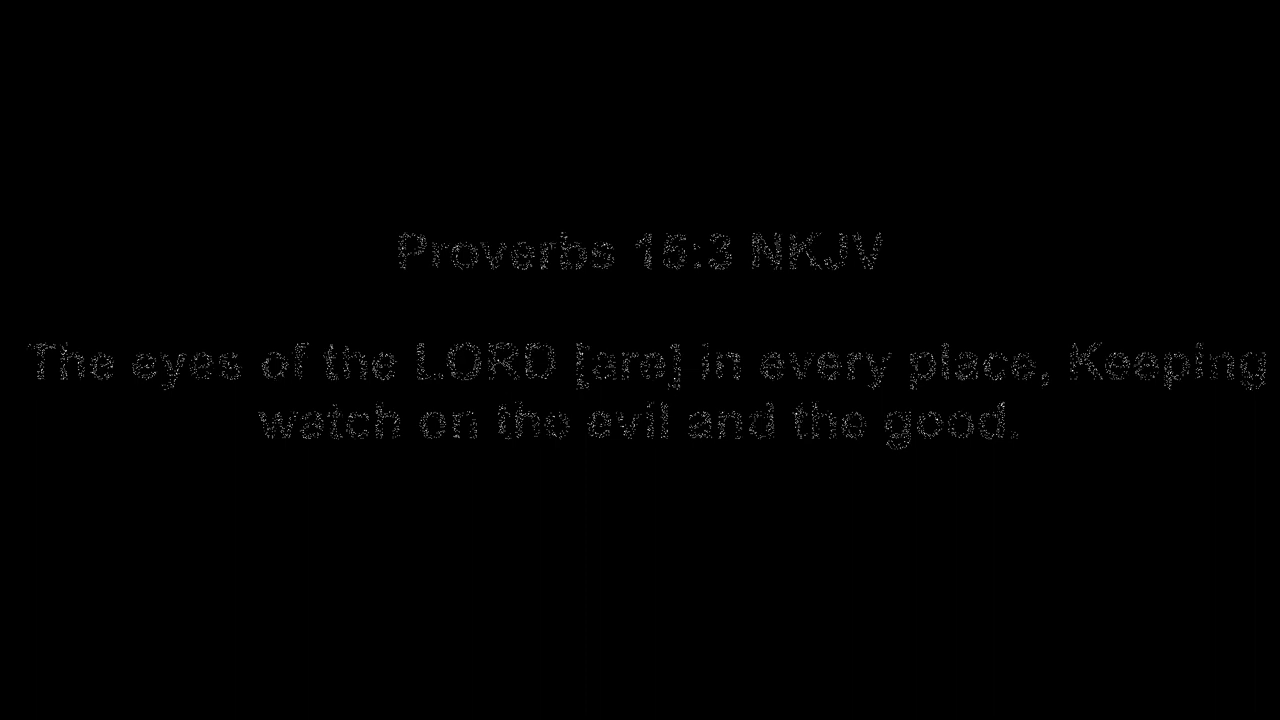 Proverbs 15:3 NKJV
The eyes of the LORD [are] in every place, Keeping
watch on the evil and the good.